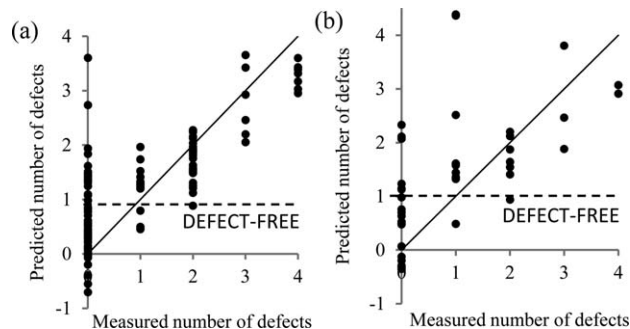 (a)
Predicted number of defects
4
3
2
1
0
-1
DEFECT-FREE
1 2 3 4
Measured number of defects
(b)
Predicted number of defects
4
3
2
1
0
-1
DEFECT-FREE
0 1 2 3 4
Measured number of defects